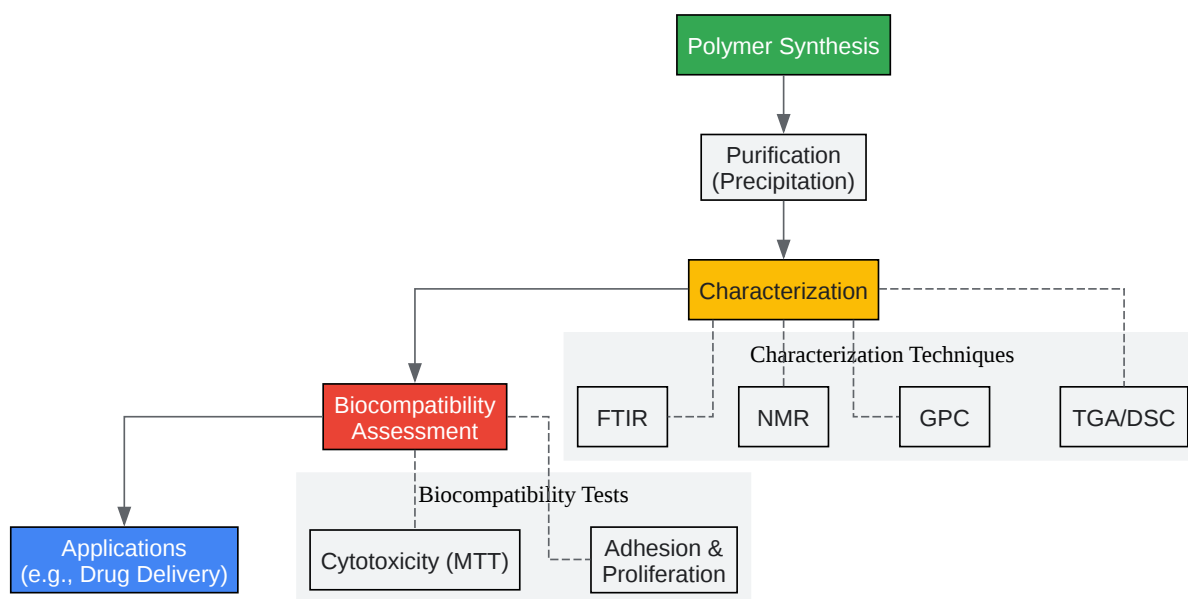 Polymer Synthesis
Purification
(Precipitation)
Characterization
Characterization Techniques
FTIR
NMR
GPC
TGA/DSC
Biocompatibility
Assessment
Biocompatibility Tests
Cytotoxicity (MTT)
Adhesion &
Proliferation
Applications
(e.g., Drug Delivery)